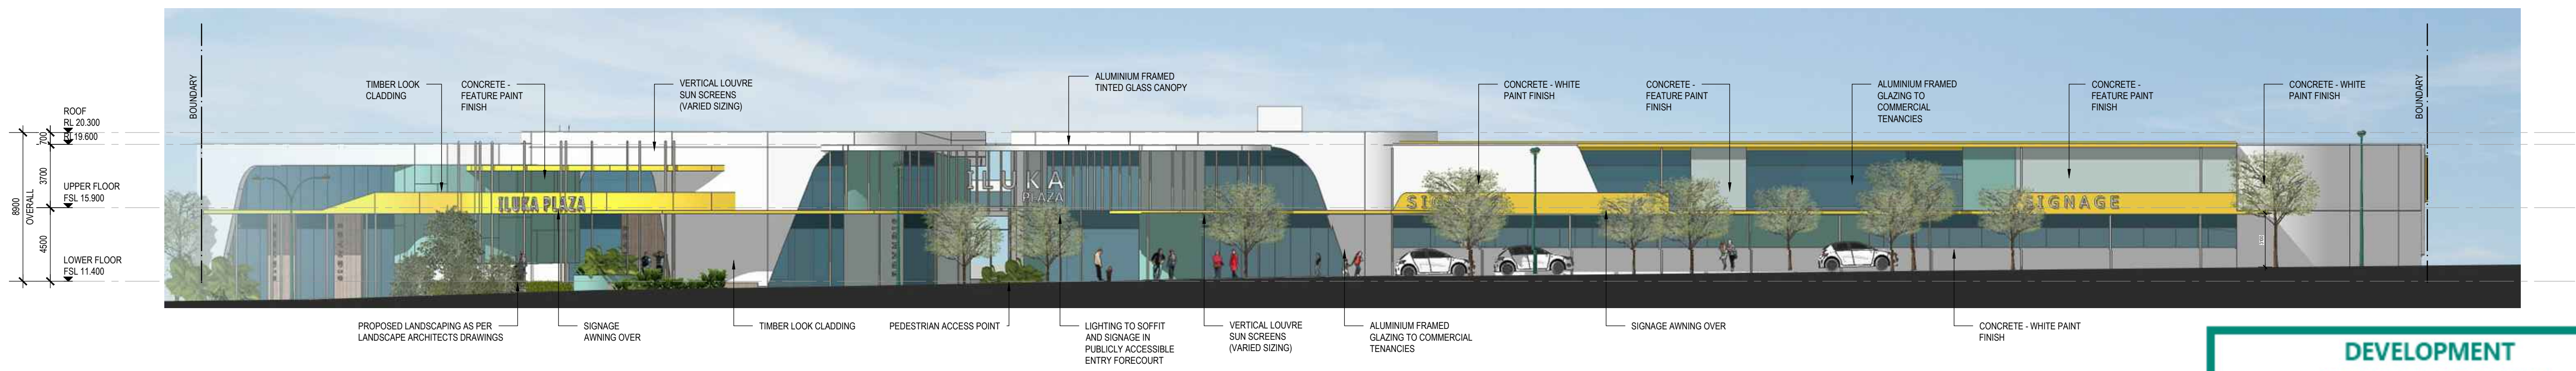 BOUNDARY
TIMBER LOOK
CLADDING
CONCRETE -
FEATURE PAINT
FINISH
VERTICAL LOUVRE
SUN SCREENS
(VARIED SIZING)
ALUMINIUM FRAMED
TINTED GLASS CANOPY
CONCRETE - WHITE
PAINT FINISH
CONCRETE -
FEATURE PAINT
FINISH
ALUMINIUM FRAMED
GLAZING TO
COMMERCIAL
TENANCIES
CONCRETE -
FEATURE PAINT
FINISH
CONCRETE - WHITE
PAINT FINISH
BOUNDARY
ROOF
RL 20.300
RL 19.600
700
3700
UPPER FLOOR
FSL 15.900
8900
OVERALL
4500
LOWER FLOOR
FSL 11.400
ILUKA PLAZA
ILUKA
PLAZA
SIGNAGE
PROPOSED LANDSCAPING AS PER
LANDSCAPE ARCHITECTS DRAWINGS
SIGNAGE
AWNING OVER
TIMBER LOOK CLADDING
PEDESTRIAN ACCESS POINT
LIGHTING TO SOFFIT
AND SIGNAGE IN
PUBLICLY ACCESSIBLE
ENTRY FORECOURT
VERTICAL LOUVRE
SUN SCREENS
(VARIED SIZING)
ALUMINIUM FRAMED
GLAZING TO COMMERCIAL
TENANCIES
SIGNAGE AWNING OVER
CONCRETE - WHITE PAINT
FINISH
DEVELOPMENT